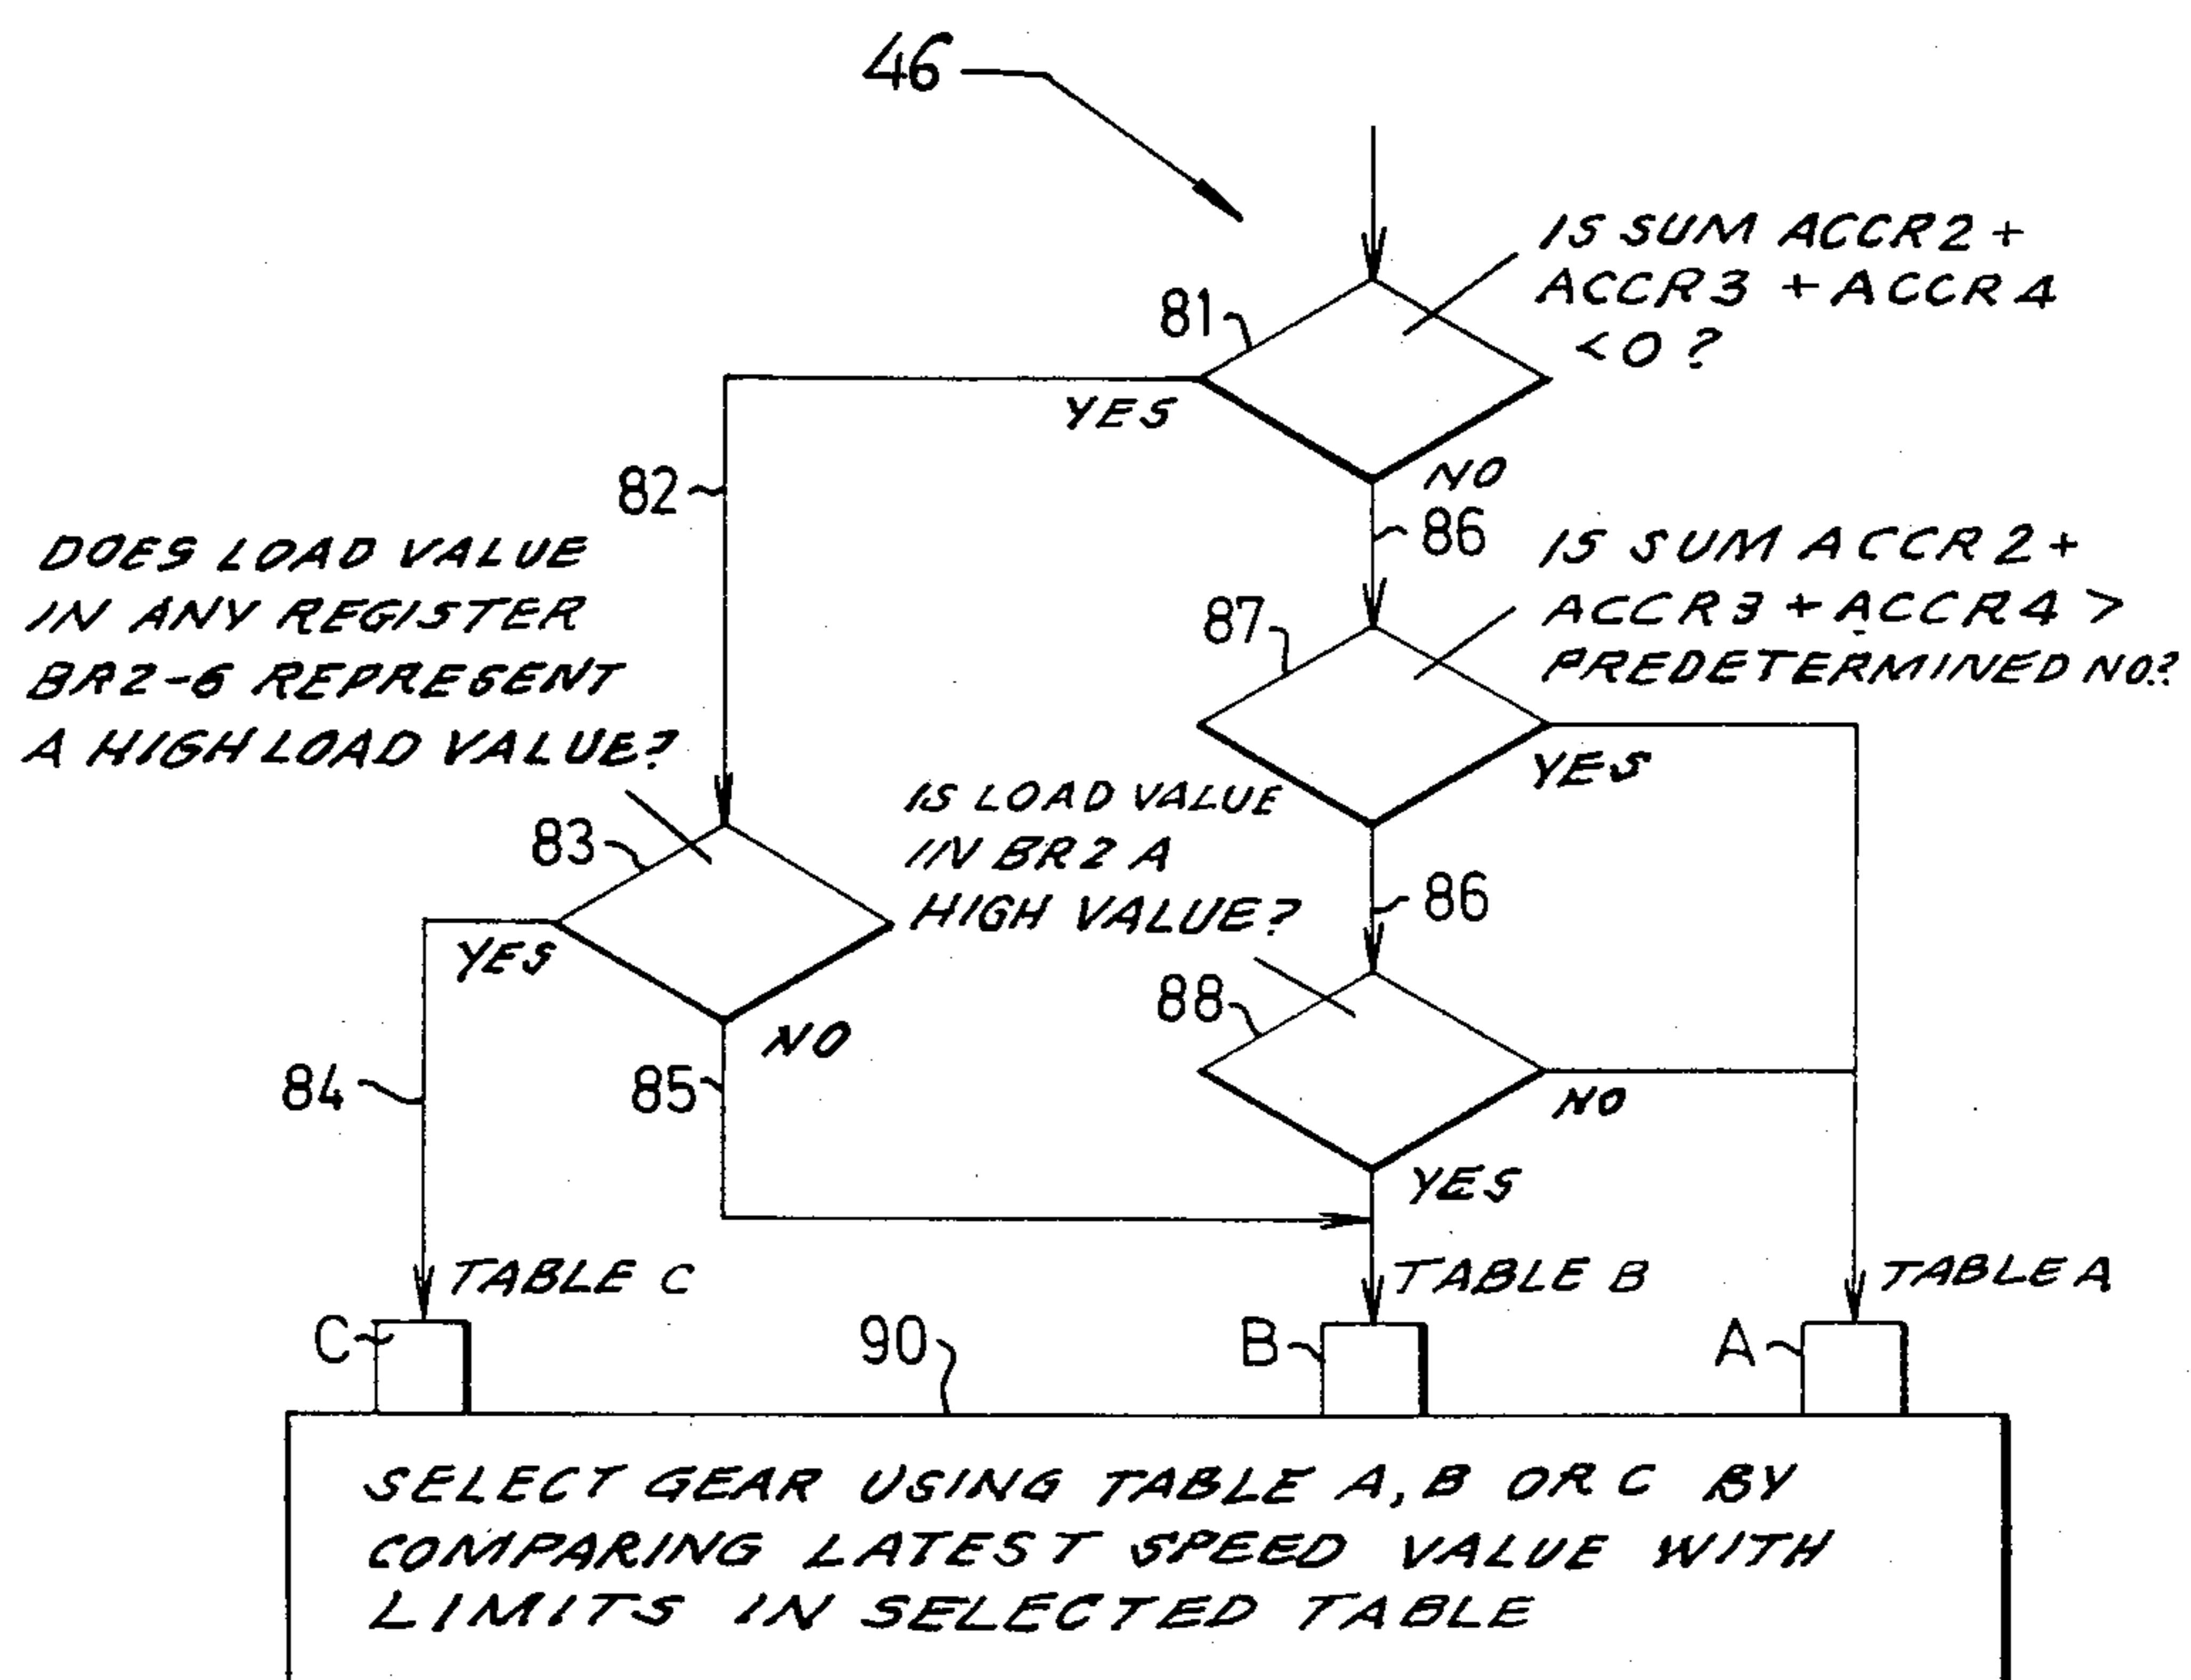 46
IS SUM ACCR2 +
ACCR3 + ACCR4
<0?
81
YES
NO
82
86
DOES LOAD VALUE
IN ANY REGISTER
BR2-6 REPRESENT
A HIGH LOAD VALUE?
IS SUM ACCR2 +
ACCR3 + ACCR4 >
PREDETERMINED NO.?
87
YES
83
IS LOAD VALUE
IN BR2 A
HIGH VALUE?
86
YES
NO
88
NO
84
85
YES
TABLE C
TABLE B
TABLE A
C
90
B
A
SELECT GEAR USING TABLE A, B OR C BY
COMPARING LATEST SPEED VALUE WITH
LIMITS IN SELECTED TABLE